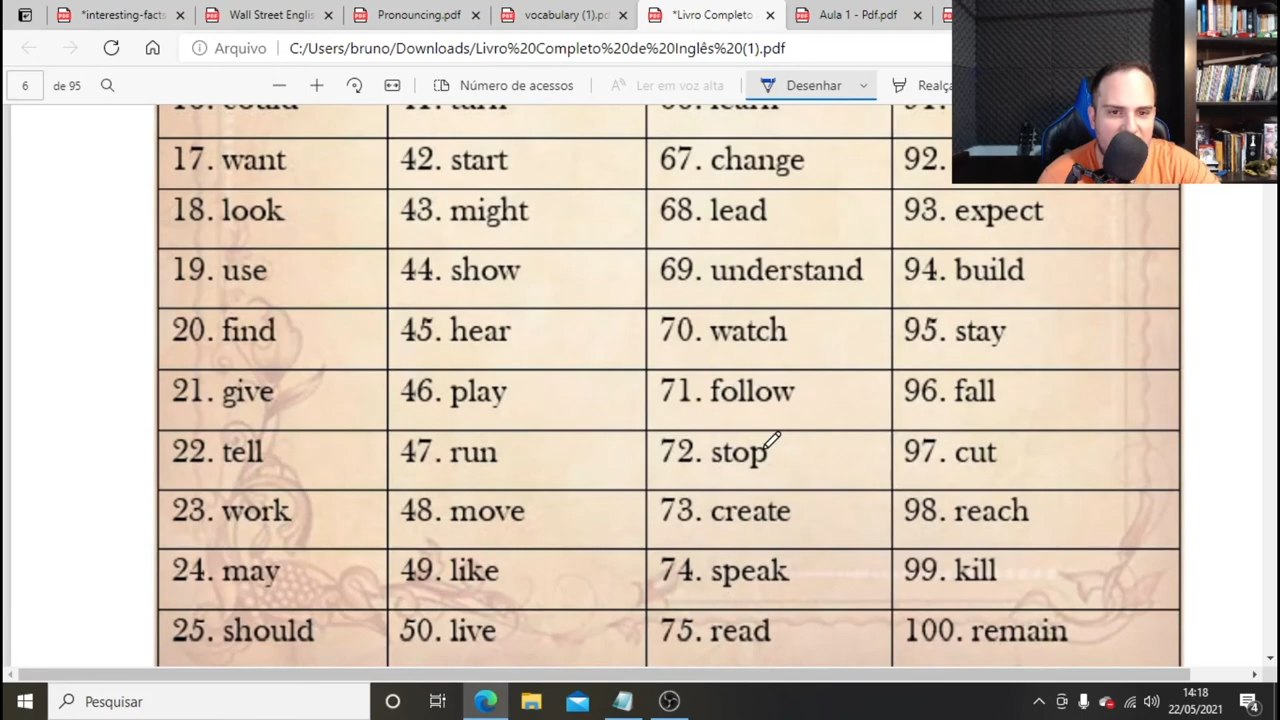 *interesting-facts
Wall Street Englis
Pronouncing.pdf
vocabulary (1).pd
*Livro Completo
Aula 1 - Pdf.pdf
Arquivo
C:/Users/bruno/Downloads/Livro%20Completo%20de%20Inglês%20(1).pdf
6 de 95
Número de acessos
Ler em voz alta
Desenhar
Realça
17. want 42. start 67. change 92.
18. look 43. might 68. lead 93. expect
19. use 44. show 69. understand 94. build
20. find 45. hear 70. watch 95. stay
21. give 46. play 71. follow 96. fall
22. tell 47. run 72. stop 97. cut
23. work 48. move 73. create 98. reach
24. may 49. like 74. speak 99. kill
25. should 50. live 75. read 100. remain
Pesquisar
14:18
22/05/2021
4